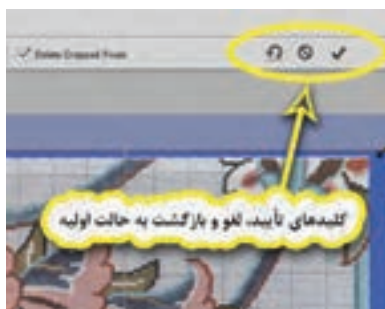 Delete Cropped Pixels
کلیدهای تأیید، لغو و بازگشت به حالت اولیه